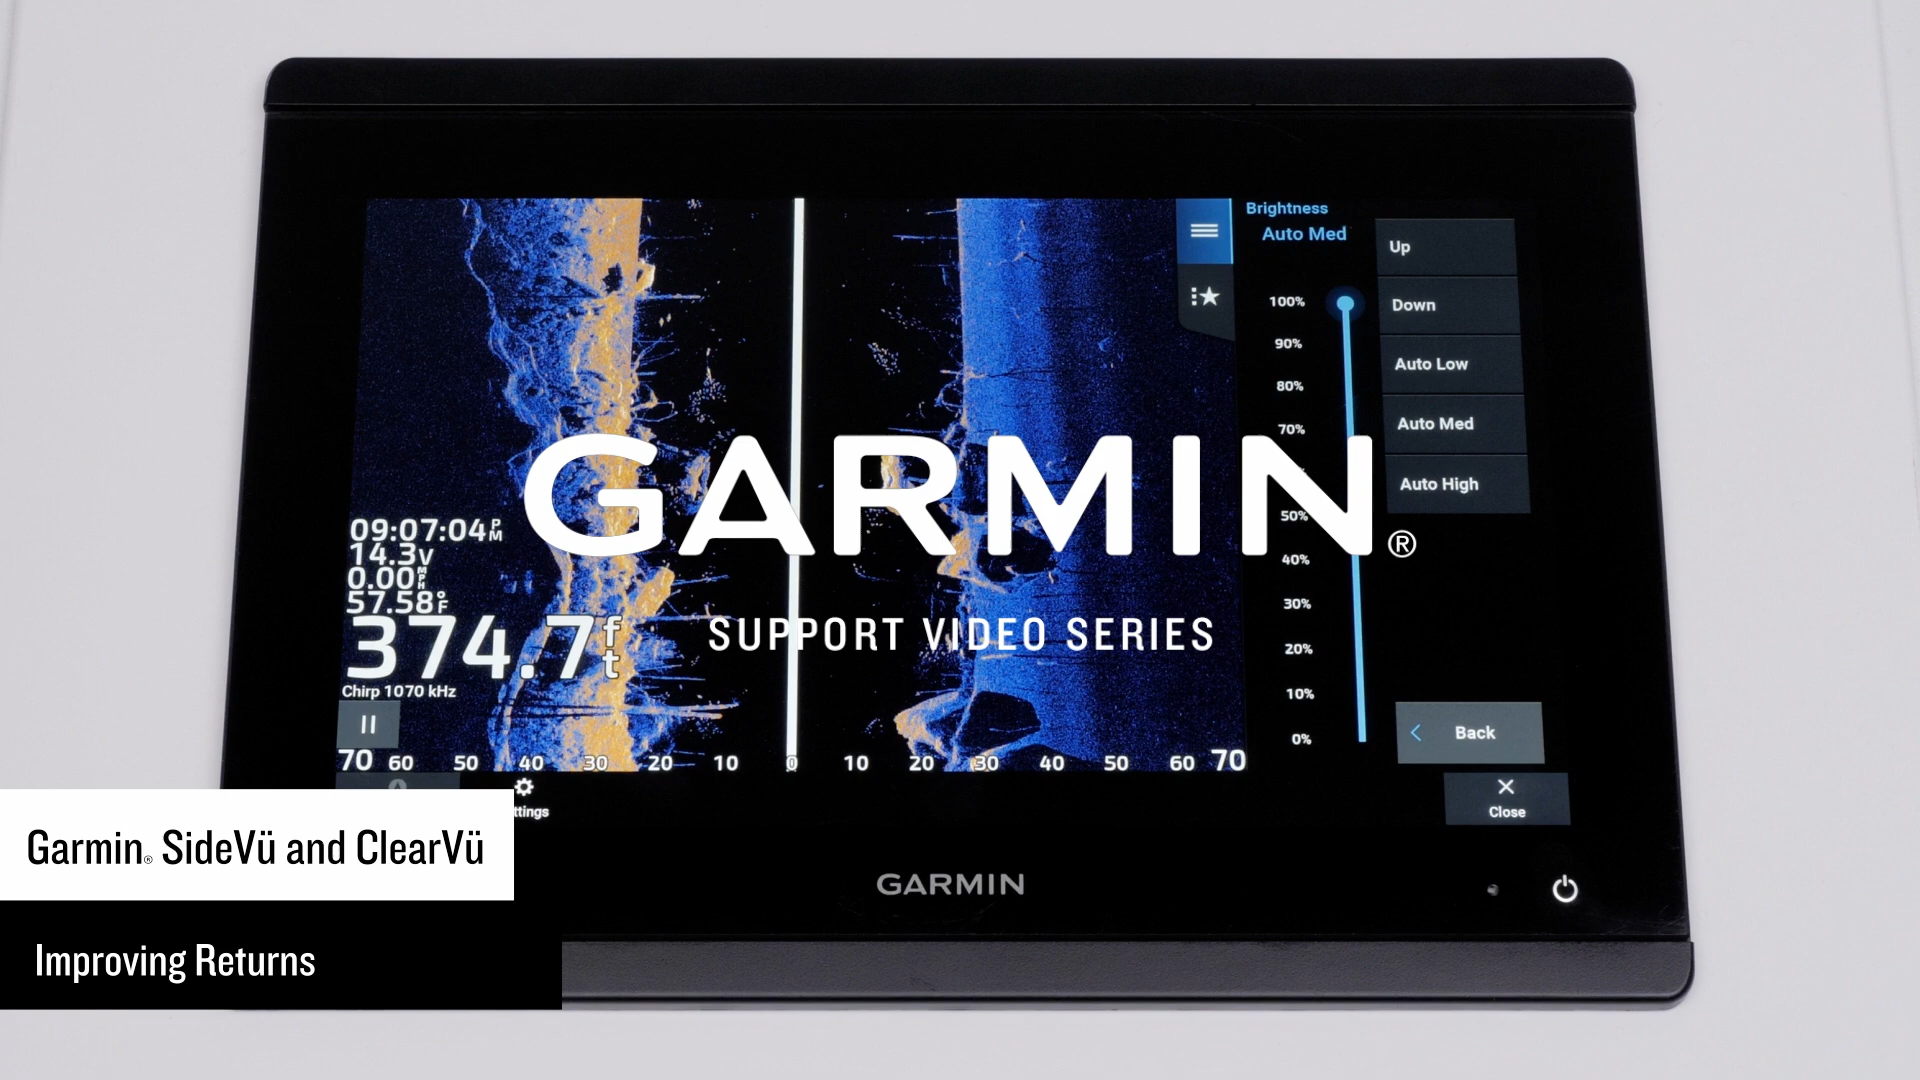 Brightness
Auto Med
Up
Down
Auto Low
Auto Med
Auto High
100%
90%
80%
70%
50%
40%
30%
20%
10%
0%
GARMIN®
SUPPORT VIDEO SERIES
09:07:04 PM
14.3V
0.00 MPH
57.58°F
374.7 ft
Chirp 1070 kHz
70 60 50 40 30 20 10 0 10 20 30 40 50 60 70
Back
ttings
Close
Garmin® SideVü and ClearVü
GARMIN
Improving Returns